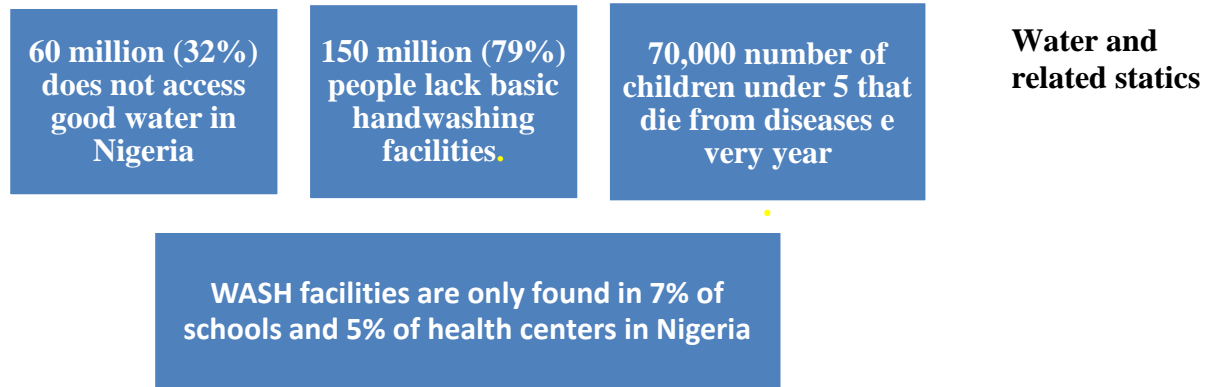 60 million (32%)
does not access
good water in
Nigeria
150 million (79%)
people lack basic
handwashing
facilities.
70,000 number of
children under 5 that
die from diseases e
very year
.
Water and
related statics
WASH facilities are only found in 7% of
schools and 5% of health centers in Nigeria